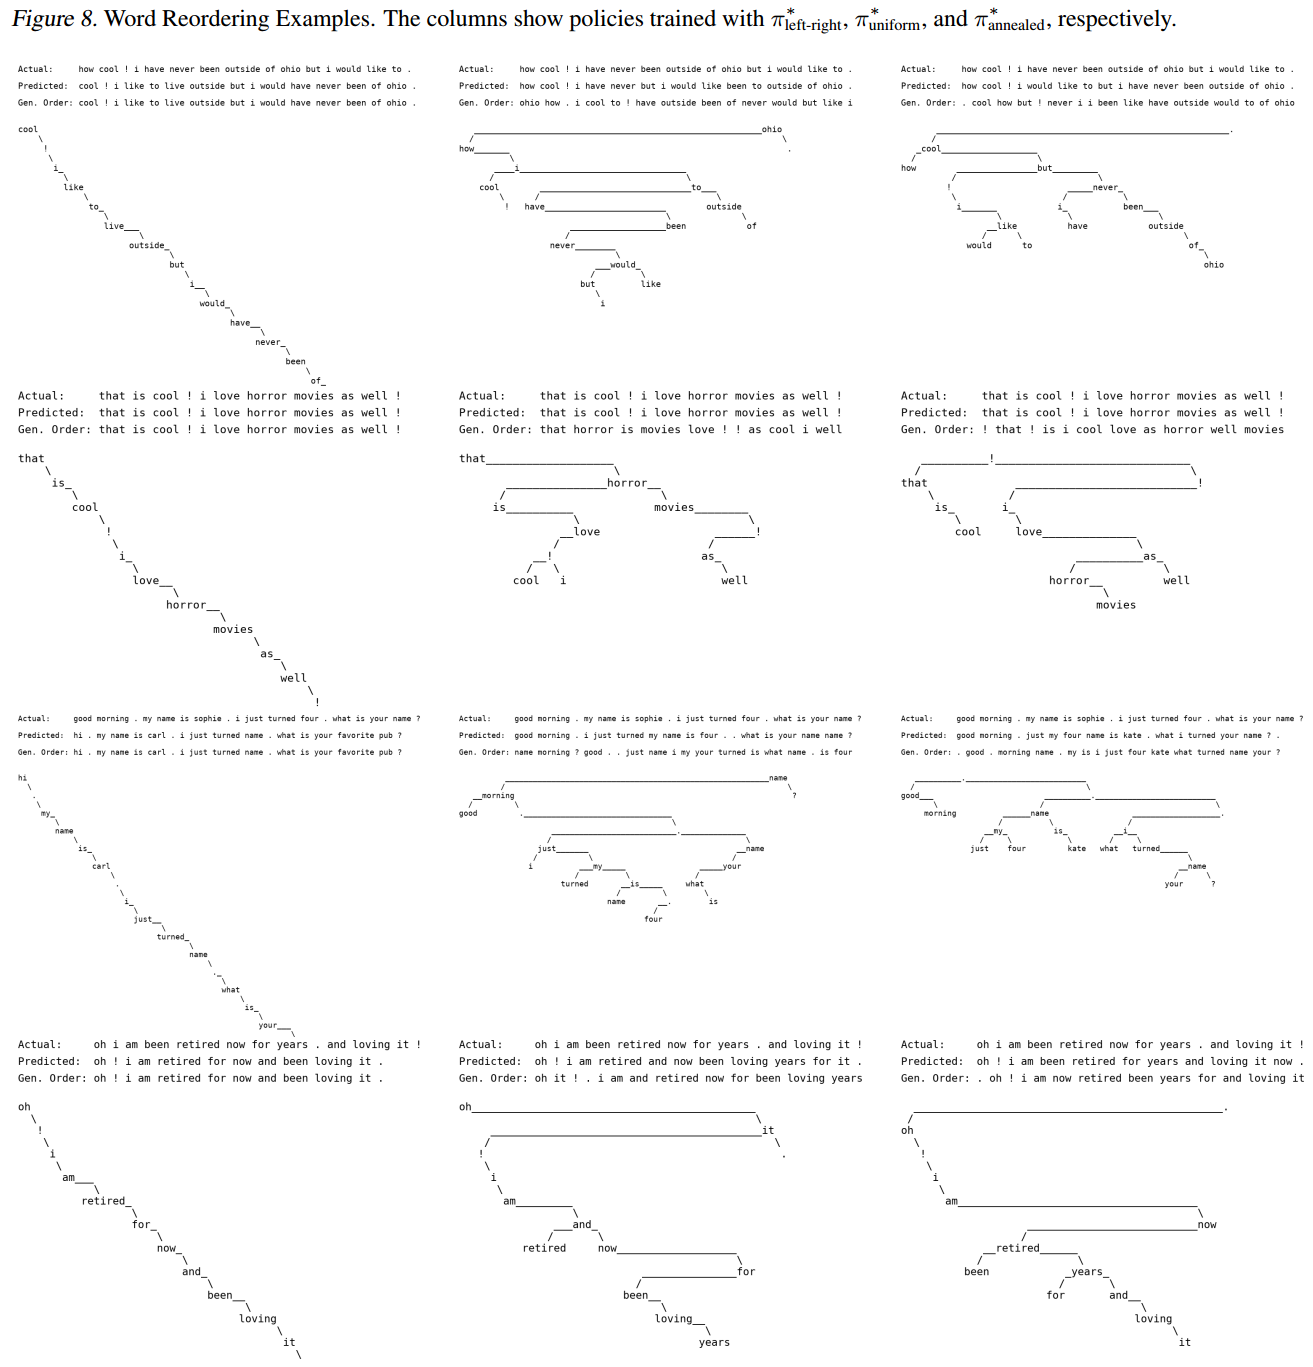 Figure 8. Word Reordering Examples. The columns show policies trained with π*left-right, π*uniform, and π*annealed, respectively.
Actual: how cool ! i have never been outside of ohio but i would like to .
Predicted: cool ! i like to live outside but i would have never been of ohio .
Gen. Order: cool ! i like to live outside but i would have never been of ohio .
cool
!
i
like
to
live
outside
but
i
would
have
never
been
of
Actual: how cool ! i have never been outside of ohio but i would like to .
Predicted: how cool ! i have never but i would like been to outside of ohio .
Gen. Order: ohio how . i cool to ! have outside been of never would but like i
ohio
how .
i
cool to
! have outside
been of
never
would
but like
i
Actual: how cool ! i have never been outside of ohio but i would like to .
Predicted: how cool ! i would like to but i have never been outside of ohio .
Gen. Order: . cool how but ! never i i been like have outside would to of ohio
.
cool
how but
! never
i i been
like have outside
would to of
ohio
Actual: that is cool ! i love horror movies as well !
Predicted: that is cool ! i love horror movies as well !
Gen. Order: that is cool ! i love horror movies as well !
that
is
cool
!
i
love
horror
movies
as
well
!
Actual: that is cool ! i love horror movies as well !
Predicted: that is cool ! i love horror movies as well !
Gen. Order: that horror is movies love ! ! as cool i well
that
horror
is movies
love !
! as
cool i well
Actual: that is cool ! i love horror movies as well !
Predicted: that is cool ! i love horror movies as well !
Gen. Order: ! that ! is i cool love as horror well movies
!
that !
is i
cool love
as
horror well
movies
Actual: good morning . my name is sophie . i just turned four . what is your name ?
Predicted: hi . my name is carl . i just turned name . what is your favorite pub ?
Gen. Order: hi . my name is carl . i just turned name . what is your favorite pub ?
hi
.
my
name
is
carl
.
i
just
turned
name
.
what
is
your
Actual: good morning . my name is sophie . i just turned four . what is your name ?
Predicted: good morning . i just turned my name is four . . what is your name name ?
Gen. Order: name morning ? good . . just name i my your turned is what name . is four
name
morning ?
good .
.
just name
i my your
turned is what
name . is
four
Actual: good morning . my name is sophie . i just turned four . what is your name ?
Predicted: good morning . just my four name is kate . what i turned your name ? .
Gen. Order: . good . morning name . my is i just four kate what turned name your ?
.
good .
morning name .
my is i
just four kate what turned
name
your ?
Actual: oh i am been retired now for years . and loving it !
Predicted: oh ! i am retired for now and been loving it .
Gen. Order: oh ! i am retired for now and been loving it .
oh
!
i
am
retired
for
now
and
been
loving
it
Actual: oh i am been retired now for years . and loving it !
Predicted: oh ! i am retired and now been loving years for it .
Gen. Order: oh it ! . i am and retired now for been loving years
oh
it
! .
i
am
and
retired now
for
been
loving
years
Actual: oh i am been retired now for years . and loving it !
Predicted: oh ! i am been retired for years and loving it now .
Gen. Order: . oh ! i am now retired been years for and loving it
.
oh
!
i
am
now
retired
been years
for and
loving
it